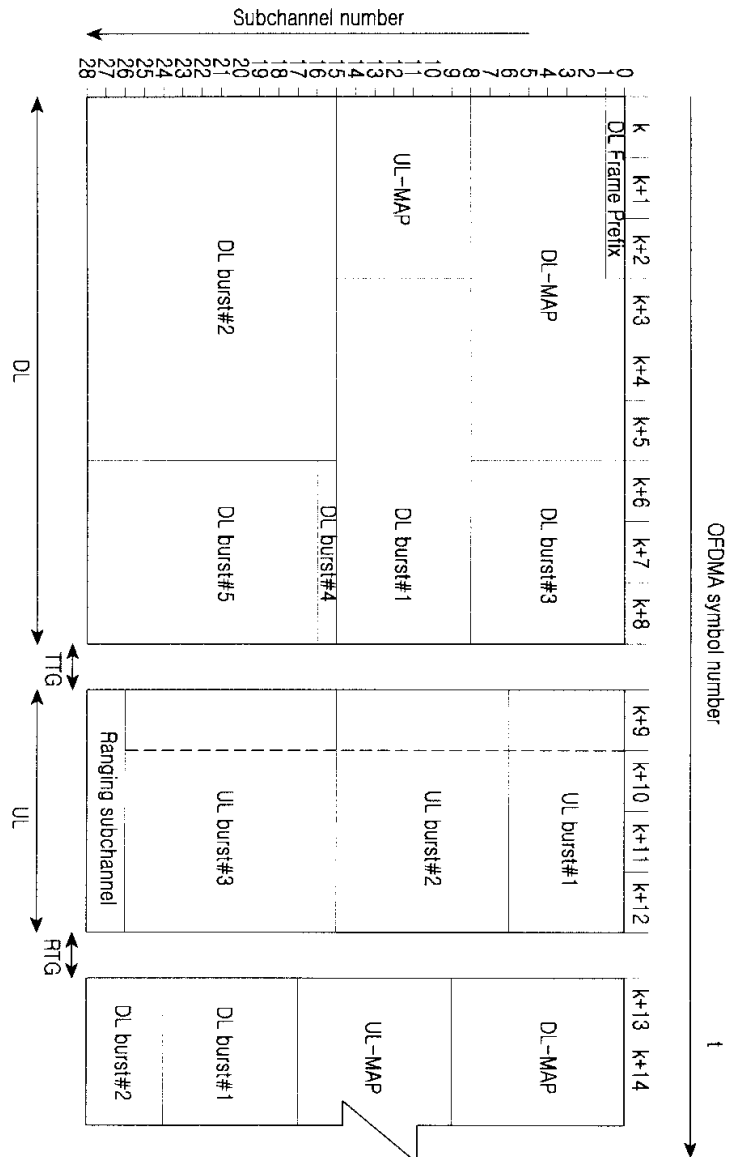 OFDMA symbol number
t
k
k+1
k+2
k+3
k+4
k+5
k+6
k+7
k+8
k+9
k+10
k+11
k+12
k+13
k+14
Subchannel number
0
1
2
3
4
5
6
7
8
9
10
11
12
13
14
15
16
17
18
19
20
21
22
23
24
25
26
27
28
DL Frame Prefix
DL-MAP
UL-MAP
DL burst#2
DL burst#3
DL burst#1
DL burst#4
DL burst#5
UL burst#1
UL burst#2
UL burst#3
Ranging subchannel
DL-MAP
UL-MAP
DL burst#1
DL burst#2
DL
TTG
UL
RTG